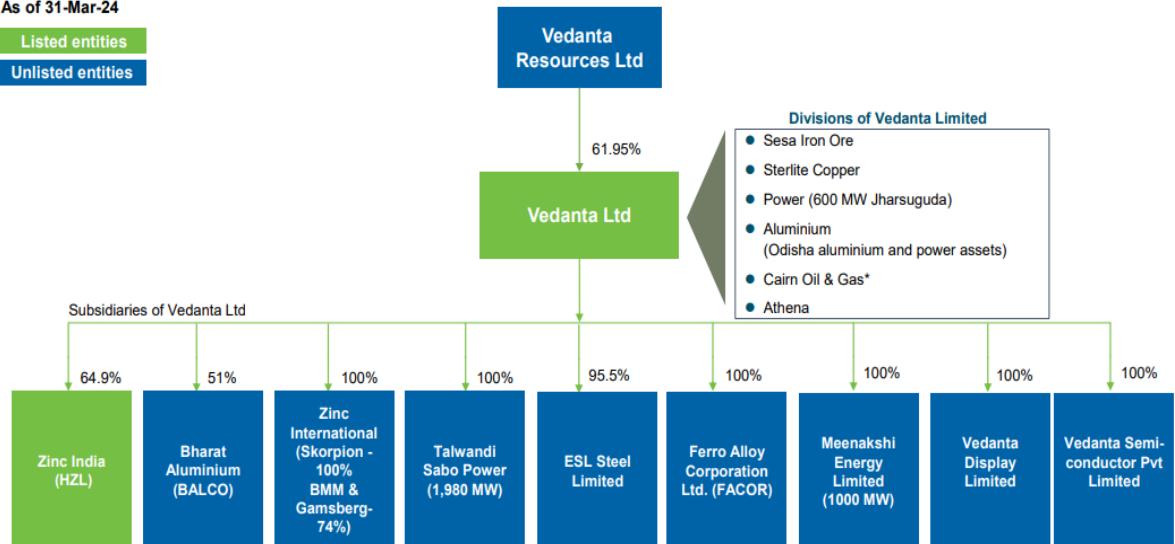 As of 31-Mar-24
Listed entities
Unlisted entities
Vedanta
Resources Ltd
61.95%
Vedanta Ltd
Divisions of Vedanta Limited
Sesa Iron Ore
Sterlite Copper
Power (600 MW Jharsuguda)
Aluminium
(Odisha aluminium and power assets)
Cairn Oil & Gas*
Athena
Subsidiaries of Vedanta Ltd
64.9%
Zinc India
(HZL)
51%
Bharat
Aluminium
(BALCO)
100%
Zinc
International
(Skorpion -
100%
BMM &
Gamsberg-
74%)
100%
Talwandi
Sabo Power
(1,980 MW)
95.5%
ESL Steel
Limited
100%
Ferro Alloy
Corporation
Ltd. (FACOR)
100%
Meenakshi
Energy
Limited
(1000 MW)
100%
Vedanta
Display
Limited
100%
Vedanta Semi-
conductor Pvt
Limited